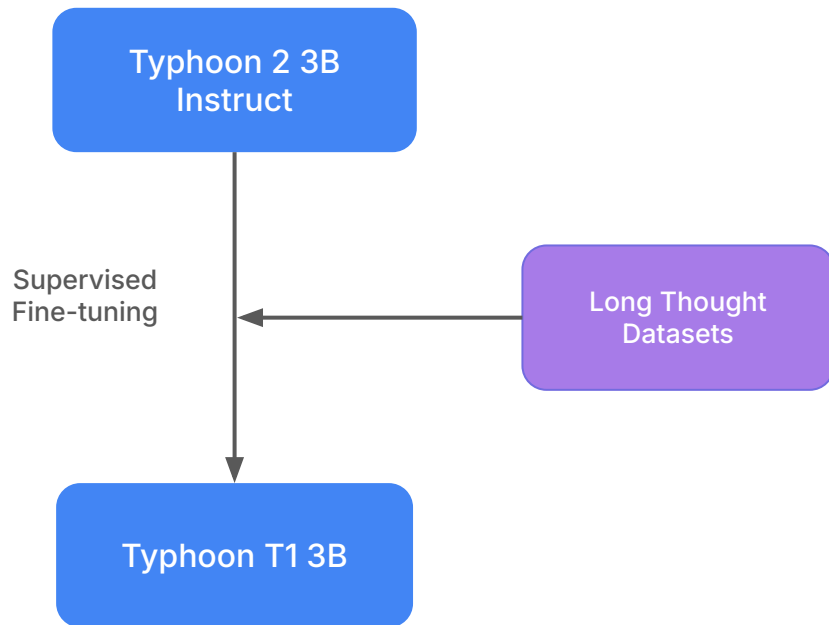 Typhoon 2 3B
Instruct
Supervised
Fine-tuning
Long Thought
Datasets
Typhoon T1 3B